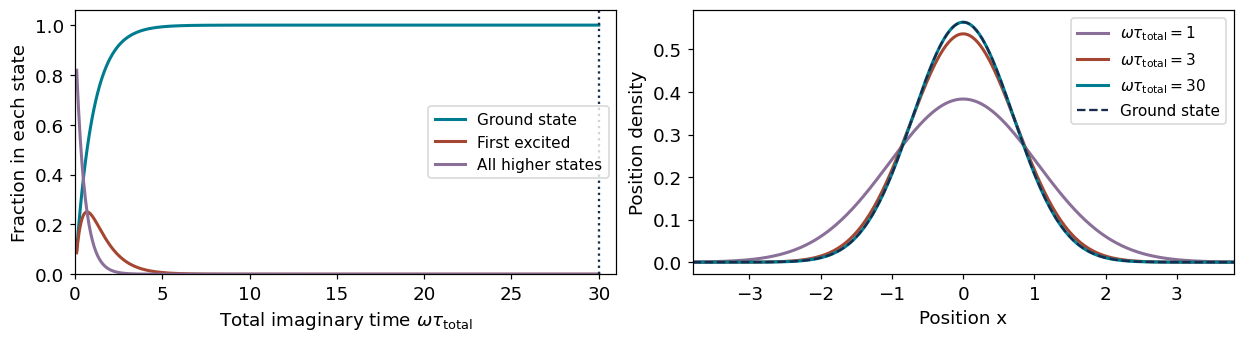 Fraction in each state
1.0
0.8
0.6
0.4
0.2
0.0
0
5
10
15
20
25
30
Total imaginary time ωτ_total
Ground state
First excited
All higher states
Position density
0.5
0.4
0.3
0.2
0.1
0.0
−3
−2
−1
0
1
2
3
Position x
ωτ_total = 1
ωτ_total = 3
ωτ_total = 30
Ground state